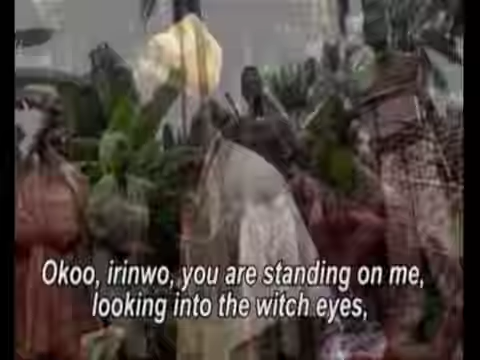 Okoo, irinwo, you are standing on me,
looking into the witch eyes,